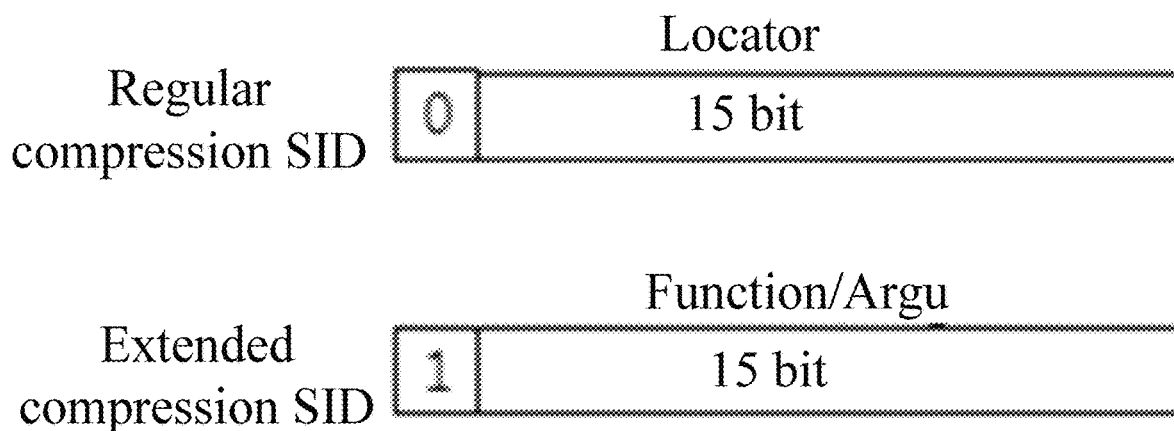 Locator
Regular
compression SID
0
15 bit
Function/Argu
Extended
compression SID
1
15 bit